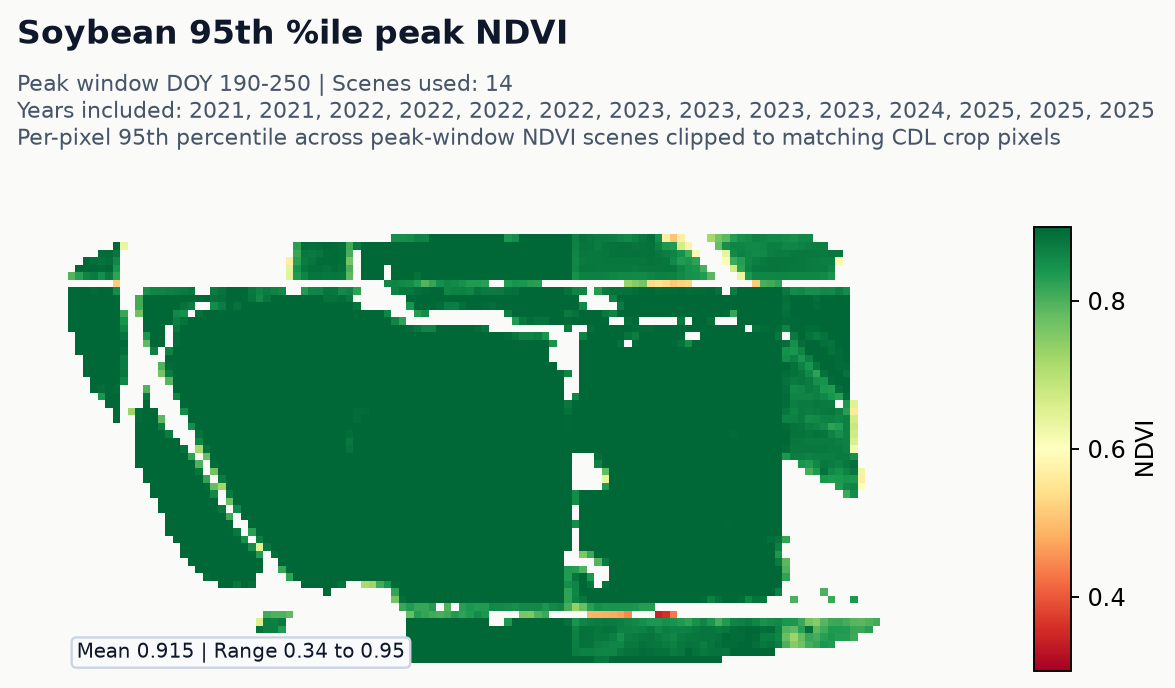 Soybean 95th %ile peak NDVI
Peak window DOY 190-250 | Scenes used: 14
Years included: 2021, 2021, 2022, 2022, 2022, 2022, 2023, 2023, 2023, 2023, 2024, 2025, 2025, 2025
Per-pixel 95th percentile across peak-window NDVI scenes clipped to matching CDL crop pixels
0.8
0.6
0.4
NDVI
Mean 0.915 | Range 0.34 to 0.95